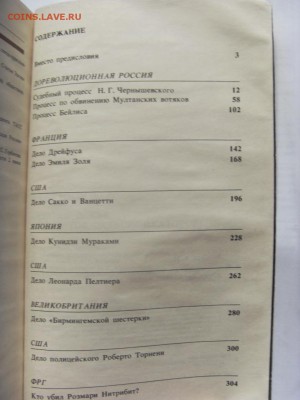 COINS.LAVE.RU
СОДЕРЖАНИЕ
Вместо предисловия 3
ДОРЕВОЛЮЦИОННАЯ РОССИЯ
Судебный процесс Н. Г. Чернышевского 12
Процесс по обвинению Мултанских вотяков 58
Процесс Бейлиса 102
ФРАНЦИЯ
Дело Дрейфуса 142
Дело Эмиля Золя 168
США
Дело Сакко и Ванцетти 196
ЯПОНИЯ
Дело Кунидзи Мураками 228
США
Дело Леонарда Пелтиера 262
ВЕЛИКОБРИТАНИЯ
Дело «Бирмингемской шестерки» 280
США
Дело полицейского Роберто Торненя 300
ФРГ
Кто убил Розмари Нитрибит? 304